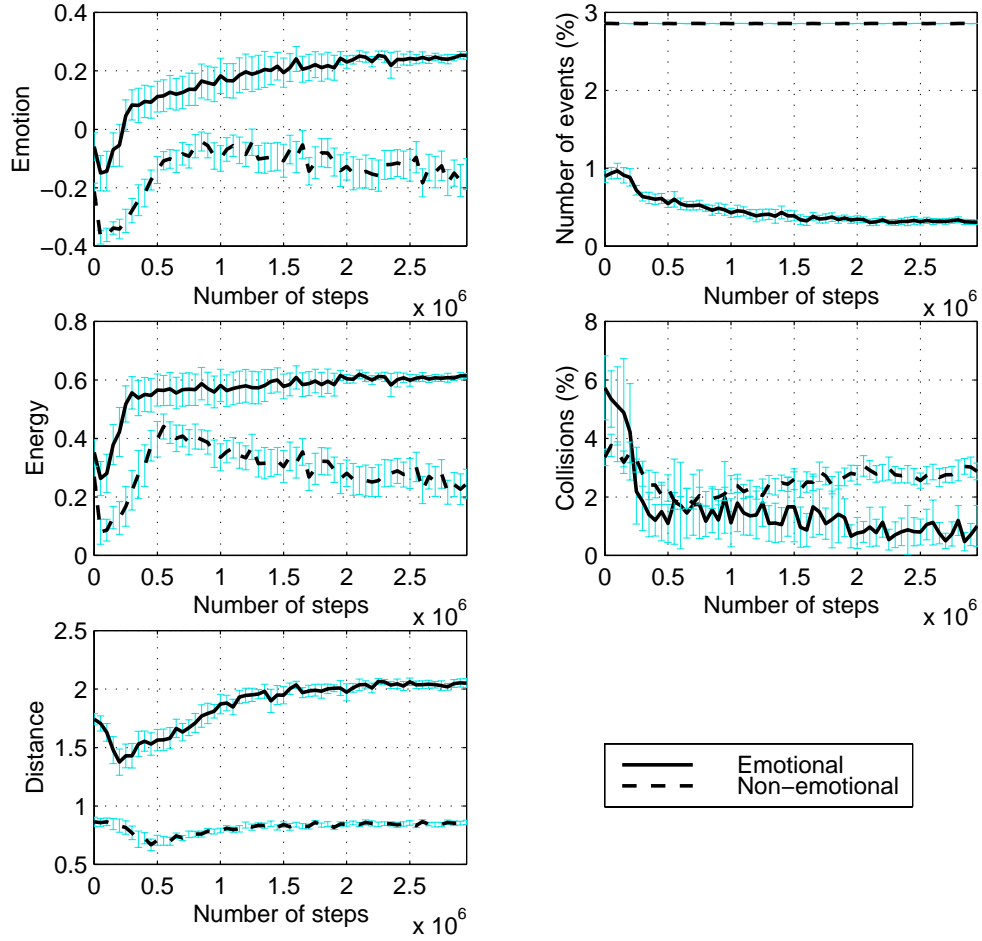 0.4
0.2
0
−0.2
−0.4
Emotion
0 0.5 1 1.5 2 2.5
Number of steps
x 10^6
3
2
1
0
Number of events (%)
0 0.5 1 1.5 2 2.5
Number of steps
x 10^6
0.8
0.6
0.4
0.2
0
Energy
0 0.5 1 1.5 2 2.5
Number of steps
x 10^6
8
6
4
2
0
Collisions (%)
0 0.5 1 1.5 2 2.5
Number of steps
x 10^6
2.5
2
1.5
1
0.5
Distance
0 0.5 1 1.5 2 2.5
Number of steps
x 10^6
Emotional
Non−emotional